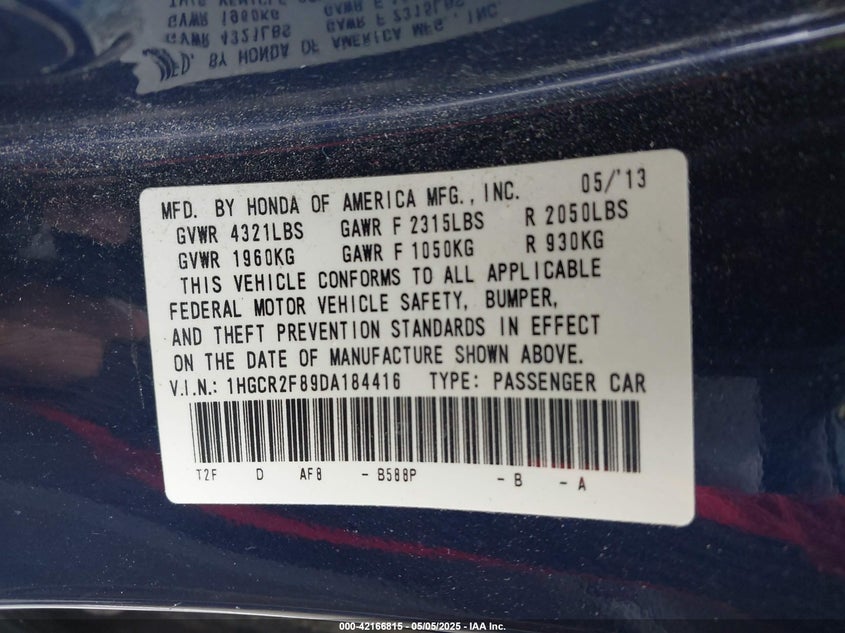 MFD. BY HONDA OF AMERICA MFG., INC. 05/'13
GVWR 4321LBS GAWR F 2315LBS R 2050LBS
GVWR 1960KG GAWR F 1050KG R 930KG
THIS VEHICLE CONFORMS TO ALL APPLICABLE
FEDERAL MOTOR VEHICLE SAFETY, BUMPER,
AND THEFT PREVENTION STANDARDS IN EFFECT
ON THE DATE OF MANUFACTURE SHOWN ABOVE.
V.I.N.: 1HGCR2F89DA184416 TYPE: PASSENGER CAR
T2F D AF8 - B588P - B - A
000-42166815 - 05/05/2025 - IAA Inc.